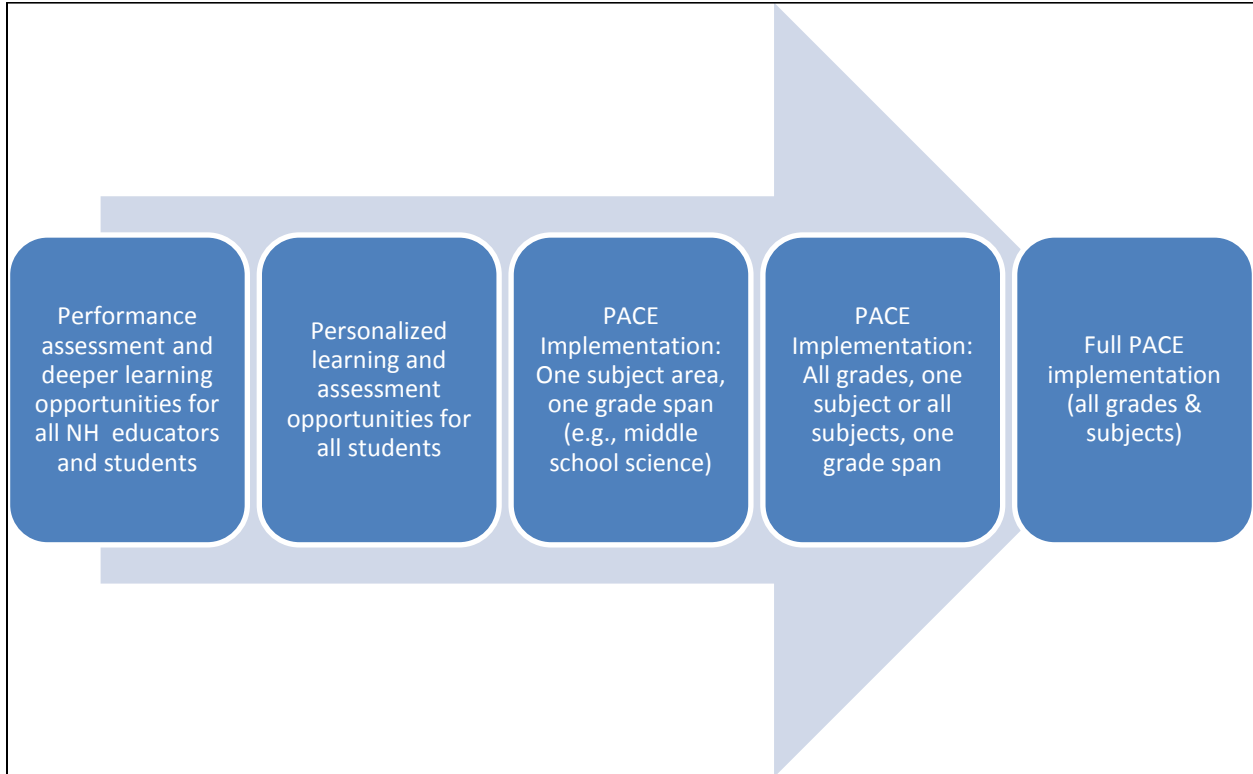 Performance
assessment and
deeper learning
opportunities for
all NH educators
and students
Personalized
learning and
assessment
opportunities for
all students
PACE
Implementation:
One subject area,
one grade span
(e.g., middle
school science)
PACE
Implementation:
All grades, one
subject or all
subjects, one
grade span
Full PACE
implementation
(all grades &
subjects)